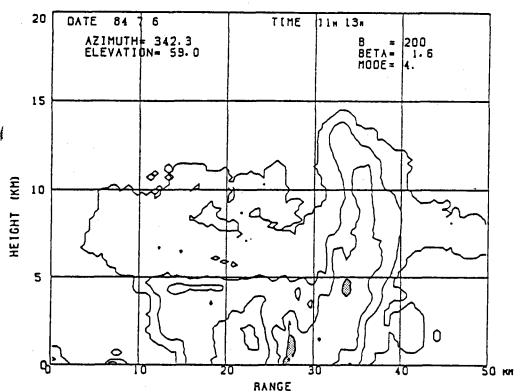 DATE 84 7 6 TIME 11H 13M
AZIMUTH= 342.3 B = 200
ELEVATION= 59.0 BETA= 1.6
MODE= 4.
20
15
10
5
0
HEIGHT (KM)
0 10 20 30 40 50 KM
RANGE